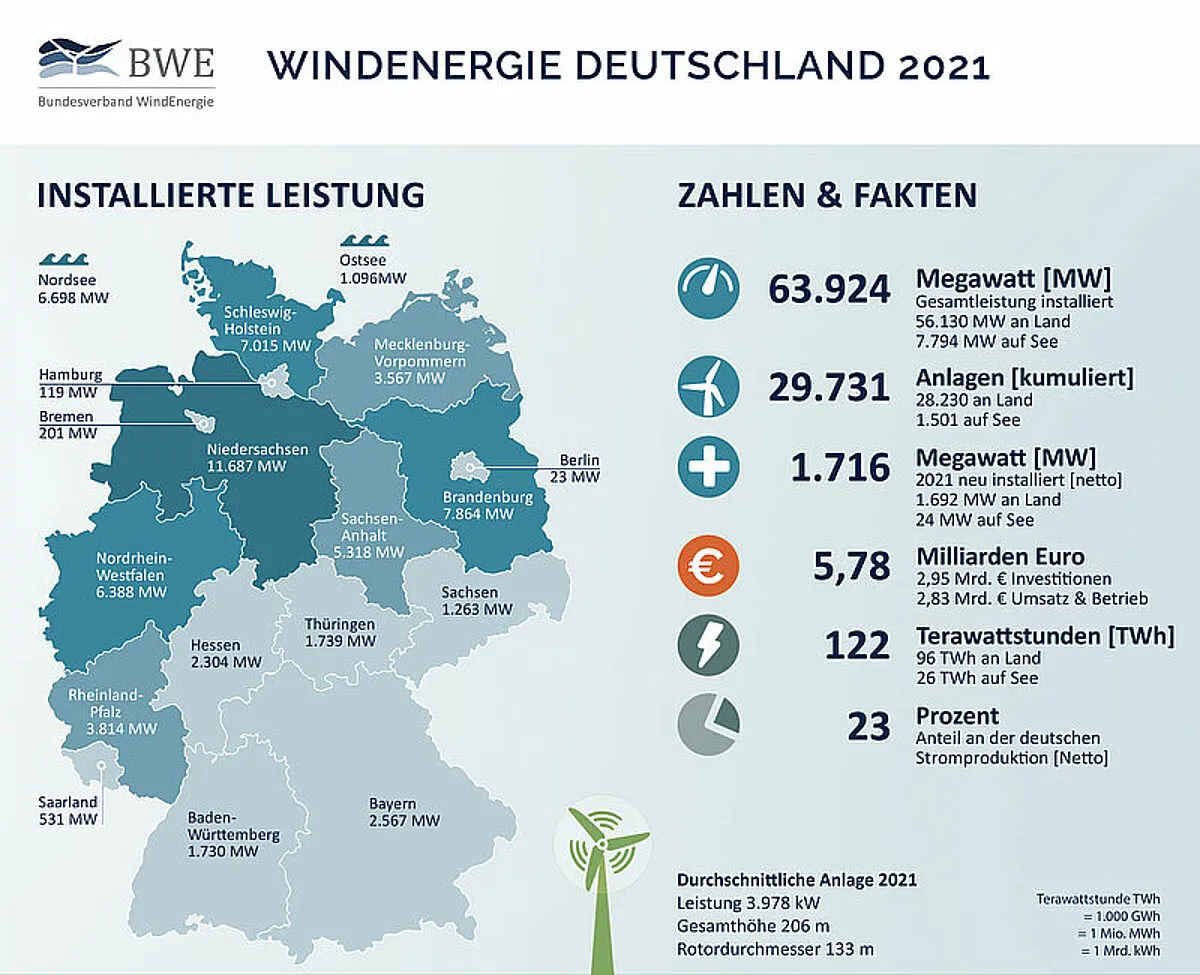 BWE
Bundesverband WindEnergie
WINDENERGIE DEUTSCHLAND 2021
INSTALLIERTE LEISTUNG
Nordsee
6.698 MW
Ostsee
1.096MW
Schleswig-
Holstein
7.015 MW
Mecklenburg-
Vorpommern
3.567 MW
Hamburg
119 MW
Bremen
201 MW
Niedersachsen
11.687 MW
Berlin
23 MW
Brandenburg
7.864 MW
Sachsen-
Anhalt
5.318 MW
Nordrhein-
Westfalen
6.388 MW
Sachsen
1.263 MW
Thüringen
1.739 MW
Hessen
2.304 MW
Rheinland-
Pfalz
3.814 MW
Saarland
531 MW
Baden-
Württemberg
1.730 MW
Bayern
2.567 MW
ZAHLEN & FAKTEN
63.924
Megawatt [MW]
Gesamtleistung installiert
56.130 MW an Land
7.794 MW auf See
29.731
Anlagen [kumuliert]
28.230 an Land
1.501 auf See
1.716
Megawatt [MW]
2021 neu installiert [netto]
1.692 MW an Land
24 MW auf See
€
5,78
Milliarden Euro
2,95 Mrd. € Investitionen
2,83 Mrd. € Umsatz & Betrieb
122
Terawattstunden [TWh]
96 TWh an Land
26 TWh auf See
23
Prozent
Anteil an der deutschen
Stromproduktion [Netto]
Durchschnittliche Anlage 2021
Leistung 3.978 kW
Gesamthöhe 206 m
Rotordurchmesser 133 m
Terawattstunde TWh
= 1.000 GWh
= 1 Mio. MWh
= 1 Mrd. kWh